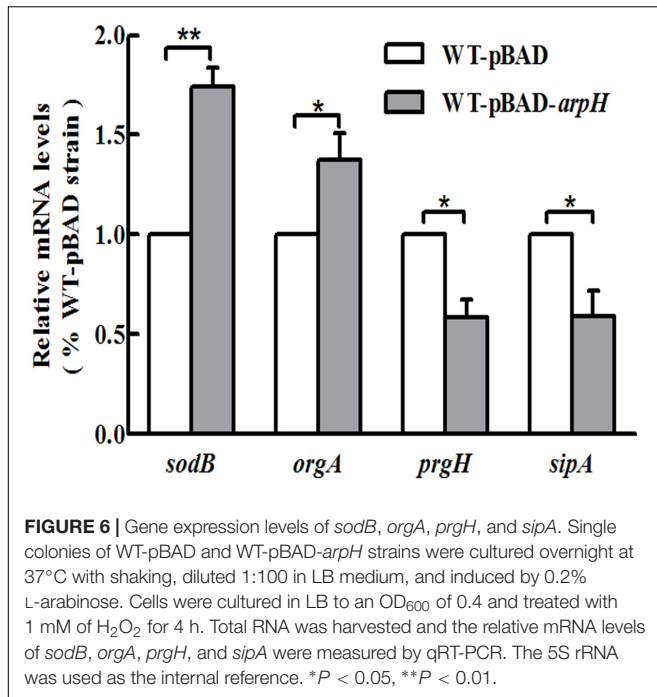 2.0
1.5
1.0
0.5
0.0
Relative mRNA levels
( % WT-pBAD strain )
**
*
*
*
WT-pBAD
WT-pBAD-arpH
sodB orgA prgH sipA
FIGURE 6 | Gene expression levels of sodB, orgA, prgH, and sipA. Single
colonies of WT-pBAD and WT-pBAD-arpH strains were cultured overnight at
37°C with shaking, diluted 1:100 in LB medium, and induced by 0.2%
L-arabinose. Cells were cultured in LB to an OD600 of 0.4 and treated with
1 mM of H2O2 for 4 h. Total RNA was harvested and the relative mRNA levels
of sodB, orgA, prgH, and sipA were measured by qRT-PCR. The 5S rRNA
was used as the internal reference. *P < 0.05, **P < 0.01.